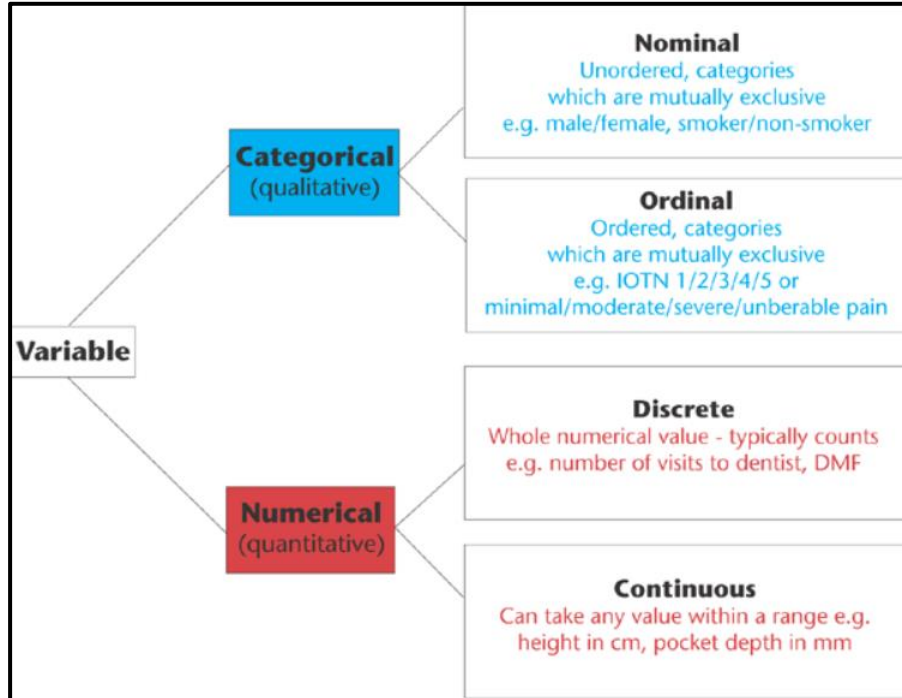 Variable
Categorical
(qualitative)
Nominal
Unordered, categories
which are mutually exclusive
e.g. male/female, smoker/non-smoker
Ordinal
Ordered, categories
which are mutually exclusive
e.g. IOTN 1/2/3/4/5 or
minimal/moderate/severe/unberable pain
Numerical
(quantitative)
Discrete
Whole numerical value - typically counts
e.g. number of visits to dentist, DMF
Continuous
Can take any value within a range e.g.
height in cm, pocket depth in mm